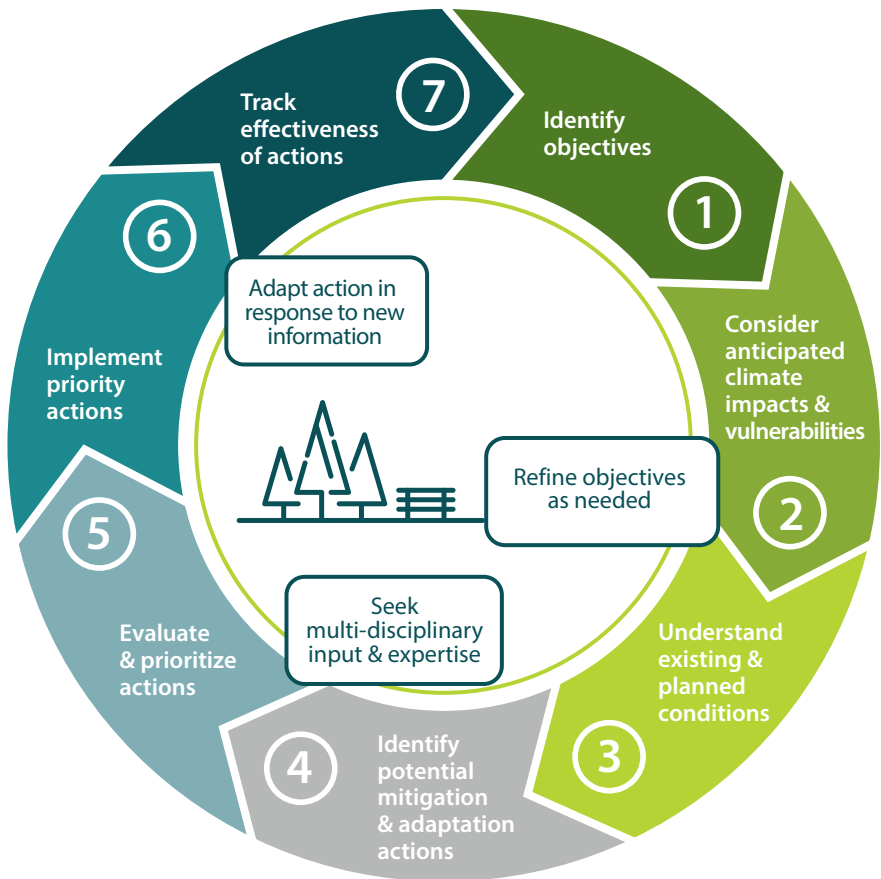 1
Identify
objectives
2
Consider
anticipated
climate
impacts &
vulnerabilities
3
Understand
existing &
planned
conditions
4
Identify
potential
mitigation
& adaptation
actions
5
Evaluate
& prioritize
actions
6
Implement
priority
actions
7
Track
effectiveness
of actions
Adapt action in
response to new
information
Refine objectives
as needed
Seek
multi-disciplinary
input & expertise